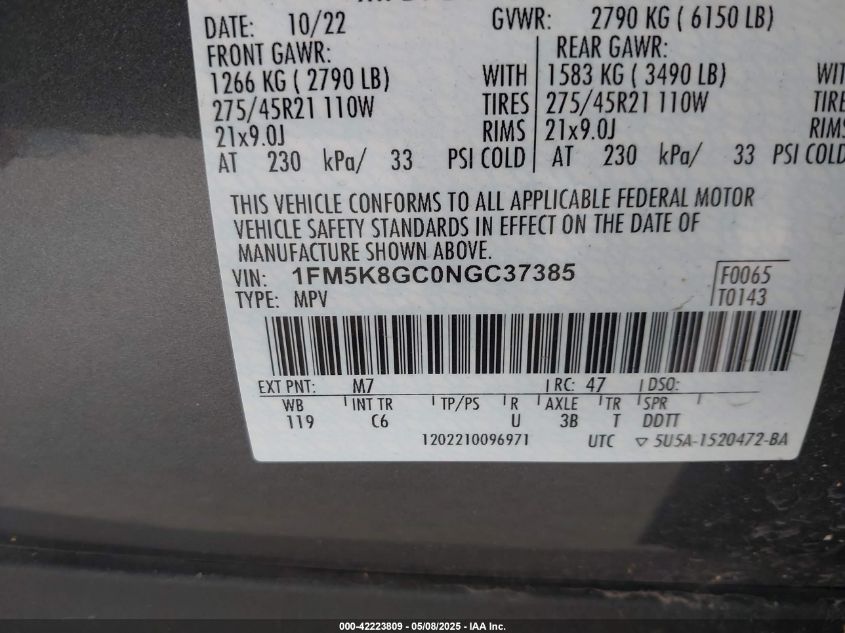 DATE: 10/22 GVWR: 2790 KG ( 6150 LB)
FRONT GAWR: REAR GAWR:
1266 KG ( 2790 LB) WITH 1583 KG ( 3490 LB) WIT
275/45R21 110W TIRES 275/45R21 110W TIRE
21x9.0J RIMS 21x9.0J RIMS
AT 230 kPa/ 33 PSI COLD AT 230 kPa/ 33 PSI COLD
THIS VEHICLE CONFORMS TO ALL APPLICABLE FEDERAL MOTOR
VEHICLE SAFETY STANDARDS IN EFFECT ON THE DATE OF
MANUFACTURE SHOWN ABOVE.
VIN: 1FM5K8GC0NGC37385 F0065
TYPE: MPV T0143
EXT PNT: M7 RC: 47 DSO:
WB INT TR TP/PS R AXLE TR SPR
119 C6 U 3B T DDTT
1202210096971 UTC ▽ 5U5A-1520472-BA
000-42223809 - 05/08/2025 - IAA Inc.